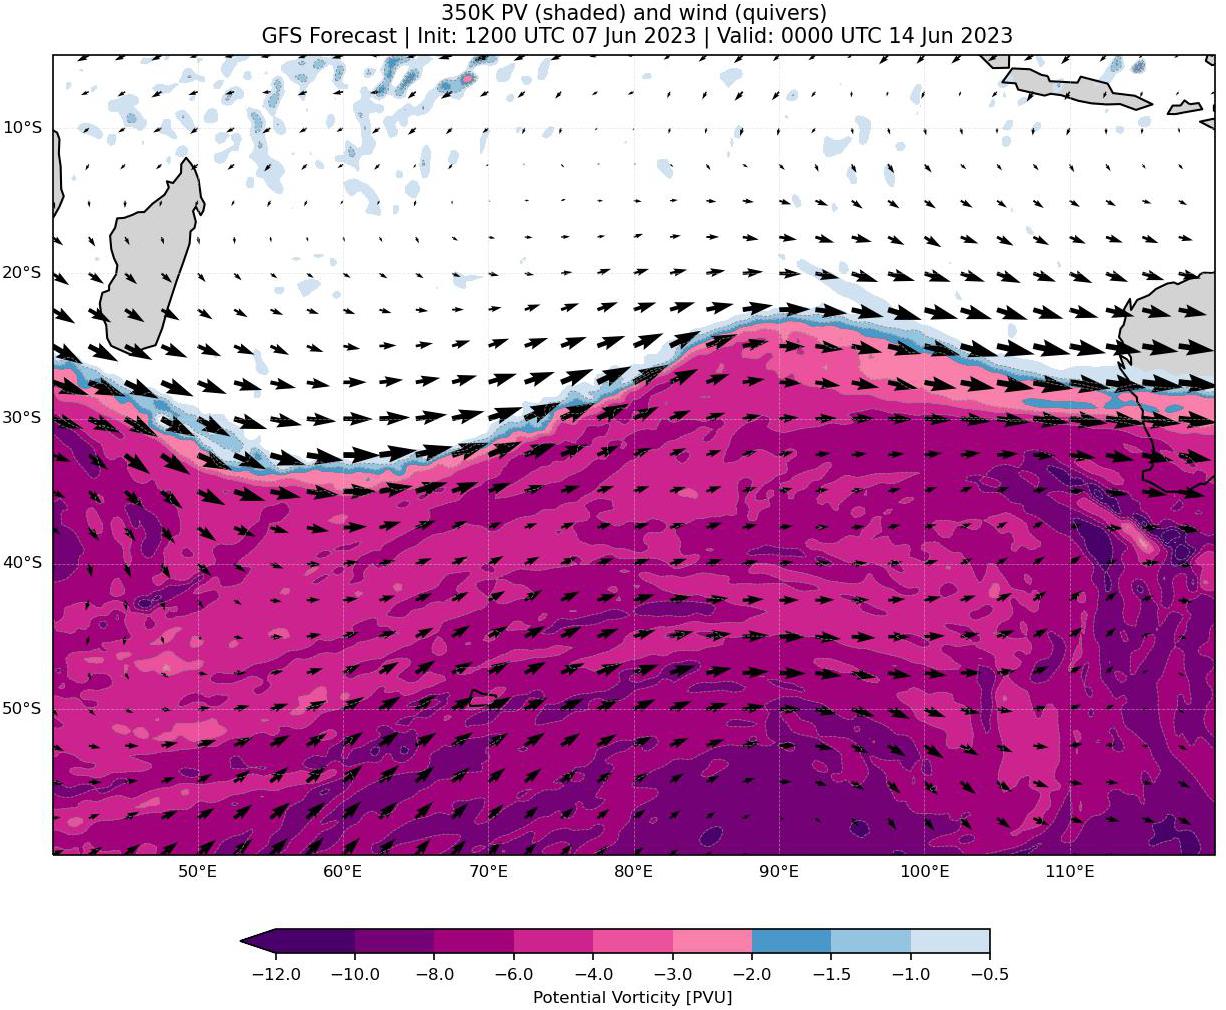 350K PV (shaded) and wind (quivers)
GFS Forecast | Init: 1200 UTC 07 Jun 2023 | Valid: 0000 UTC 14 Jun 2023
10°S
20°S
30°S
40°S
50°S
50°E 60°E 70°E 80°E 90°E 100°E 110°E
−12.0 −10.0 −8.0 −6.0 −4.0 −3.0 −2.0 −1.5 −1.0 −0.5
Potential Vorticity [PVU]